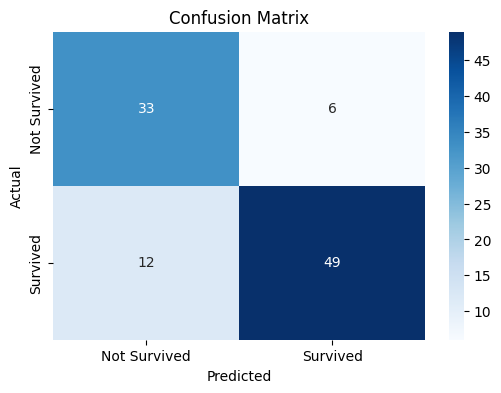 Confusion Matrix
Actual
Not Survived
33
6
Survived
12
49
Not Survived
Survived
Predicted
45
40
35
30
25
20
15
10